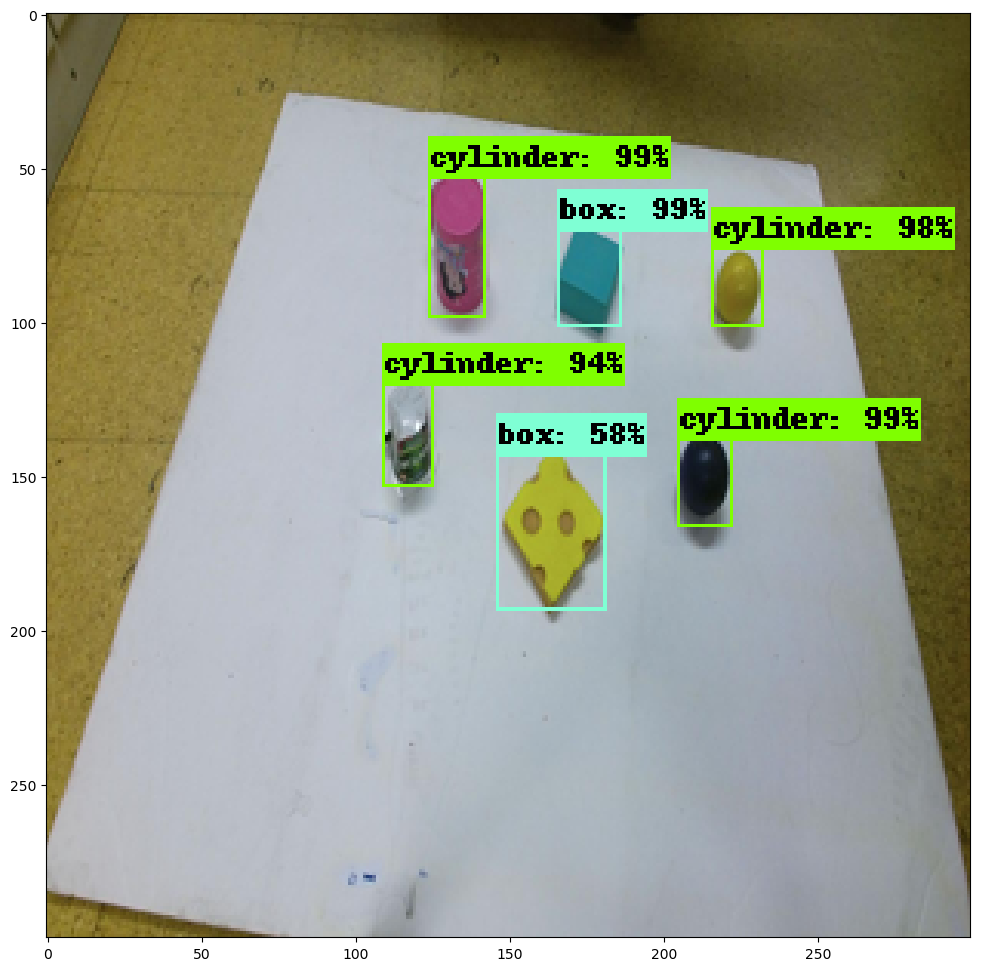 0
50
cylinder: 99%
box: 99%
cylinder: 98%
100
cylinder: 94%
cylinder: 99%
box: 58%
150
200
250
0 50 100 150 200 250